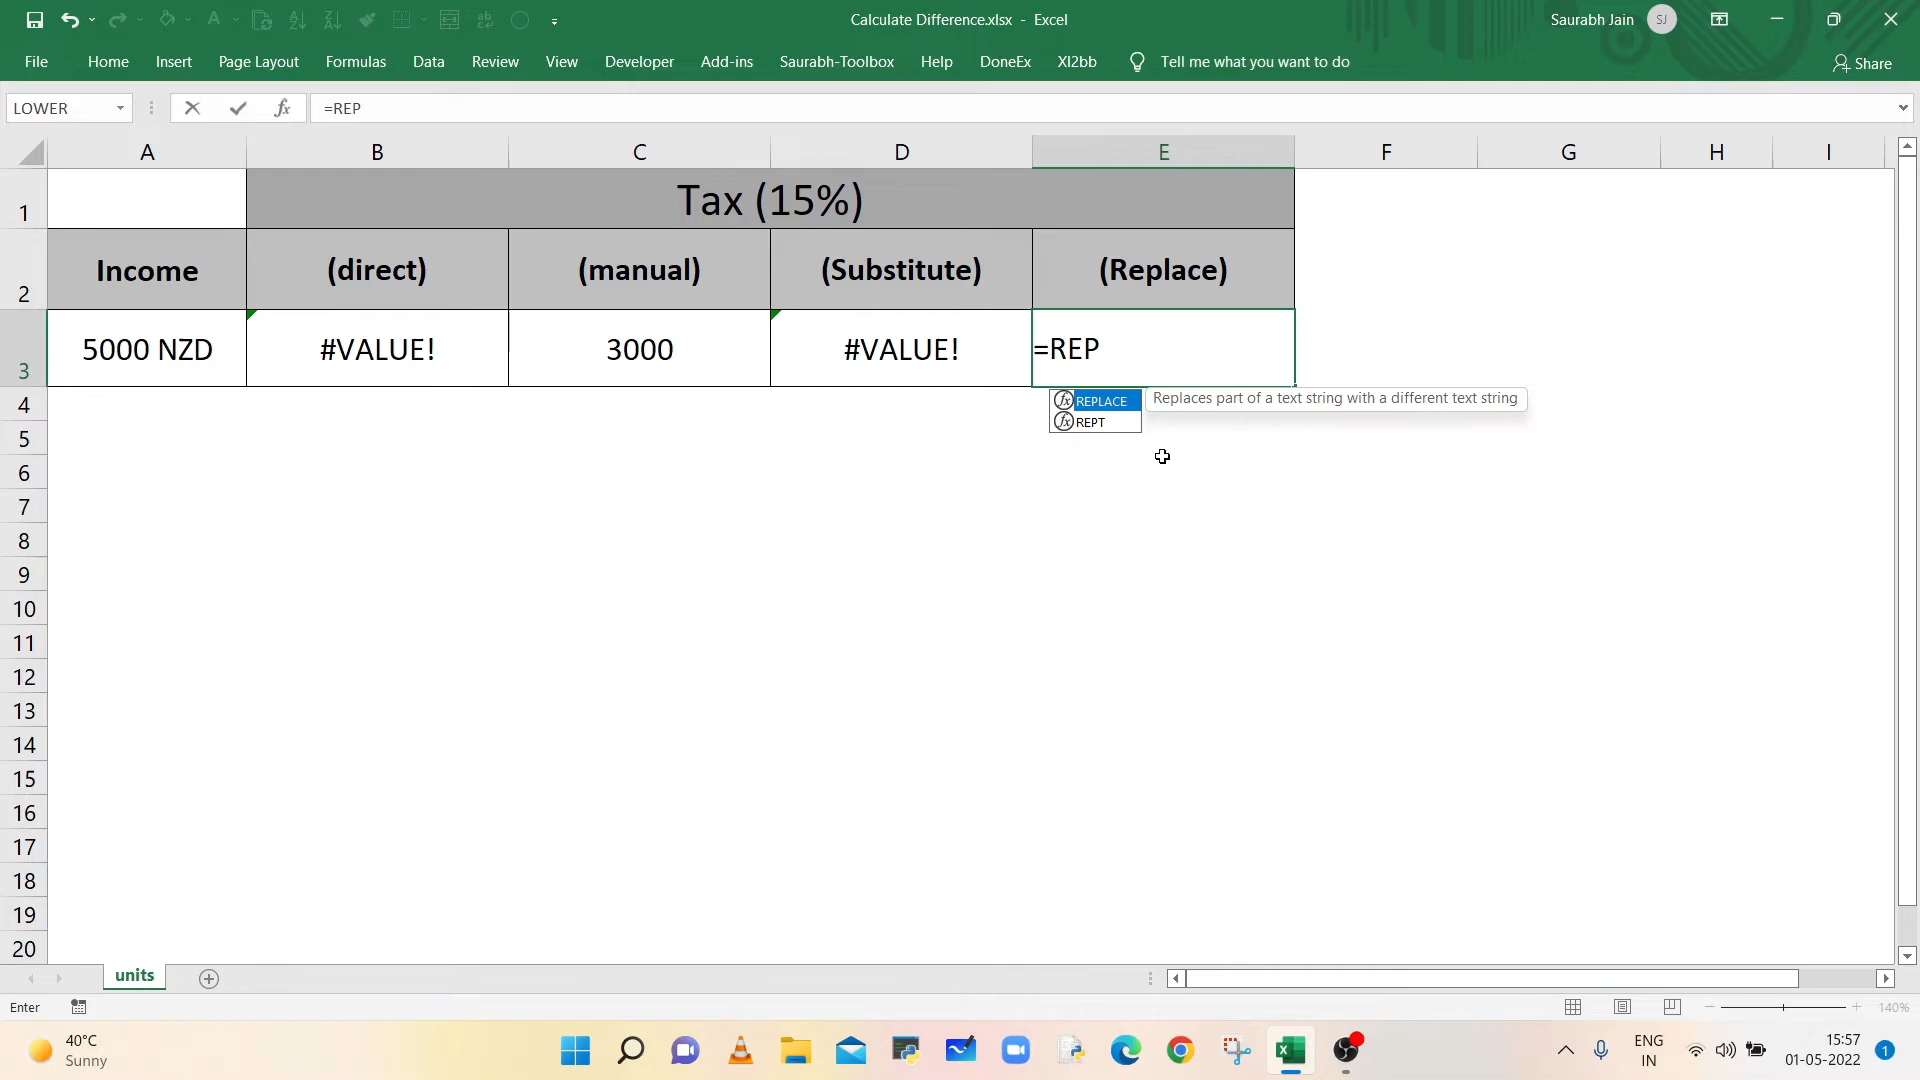 Calculate Difference.xlsx - Excel
Saurabh Jain SJ
File Home Insert Page Layout Formulas Data Review View Developer Add-ins Saurabh-Toolbox Help DoneEx Xl2bb Tell me what you want to do Share
LOWER fx =REP
A B C D E F G H I
1 Tax (15%)
2 Income (direct) (manual) (Substitute) (Replace)
3 5000 NZD #VALUE! 3000 #VALUE! =REP
fx REPLACE Replaces part of a text string with a different text string
fx REPT
4
5
6
7
8
9
10
11
12
13
14
15
16
17
18
19
20
units
Enter 140%
40°C
Sunny
ENG
IN
15:57
01-05-2022
1